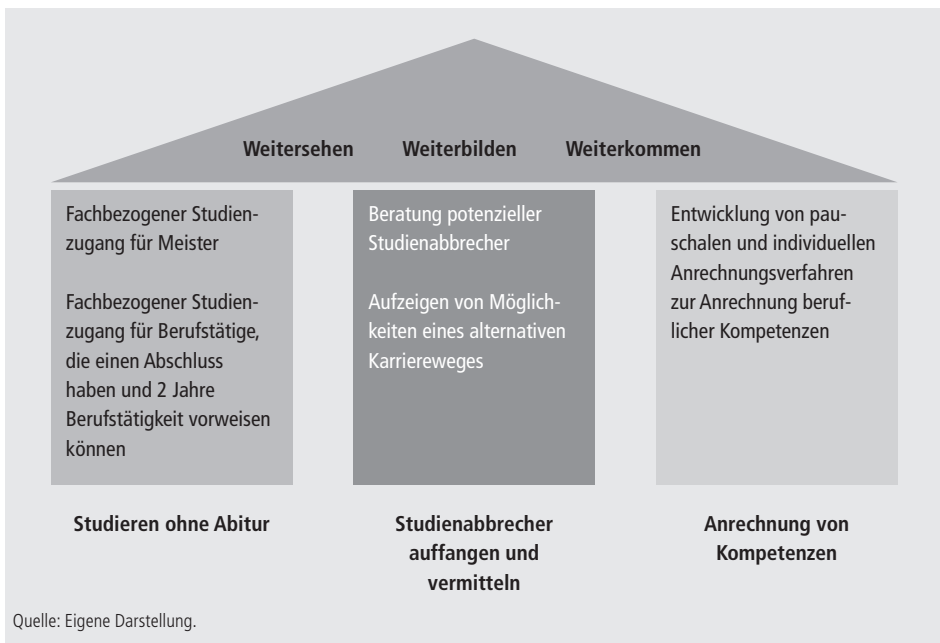 Weitersehen Weiterbilden Weiterkommen
Fachbezogener Studien-
zugang für Meister
Fachbezogener Studien-
zugang für Berufstätige,
die einen Abschluss
haben und 2 Jahre
Berufstätigkeit vorweisen
können
Studieren ohne Abitur
Beratung potenzieller
Studienabbrecher
Aufzeigen von Möglich-
keiten eines alternativen
Karriereweges
Studienabbrecher
auffangen und
vermitteln
Entwicklung von pau-
schalen und individuellen
Anrechnungsverfahren
zur Anrechnung beruf-
licher Kompetenzen
Anrechnung von
Kompetenzen
Quelle: Eigene Darstellung.